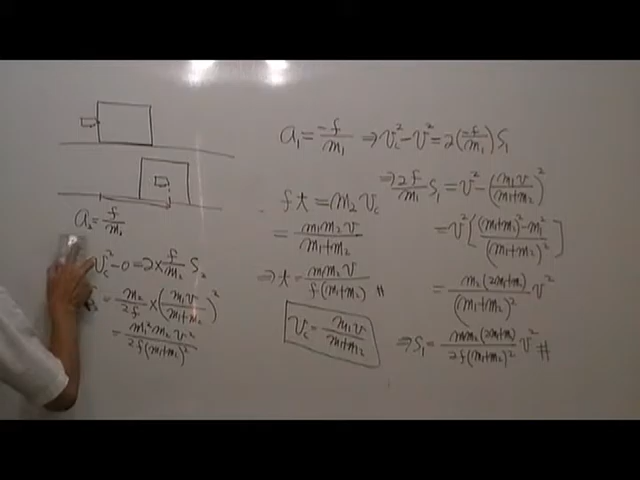 a₂ = f/m₂
v_c² - 0 = 2 × f/m₂ S₂
= m₂/2f × (m₁v/(m₁+m₂))²
= m₁²m₂v²/2f(m₁+m₂)²
a₁ = -f/m₁ ⇒ v_c² - v² = 2(-f/m₁)S₁
f t = m₂ v_c
= m₁m₂v/(m₁+m₂)
⇒ t = m₁m₂v/f(m₁+m₂) #
v_c = m₁v/(m₁+m₂)
⇒ 2f/m₁ S₁ = v² - (m₁v/(m₁+m₂))²
= v²[((m₁+m₂)² - m₁²)/(m₁+m₂)²]
= m₂(2m₁+m₂)/(m₁+m₂)² v²
⇒ S₁ = m₁m₂(2m₁+m₂)/2f(m₁+m₂)² v² #